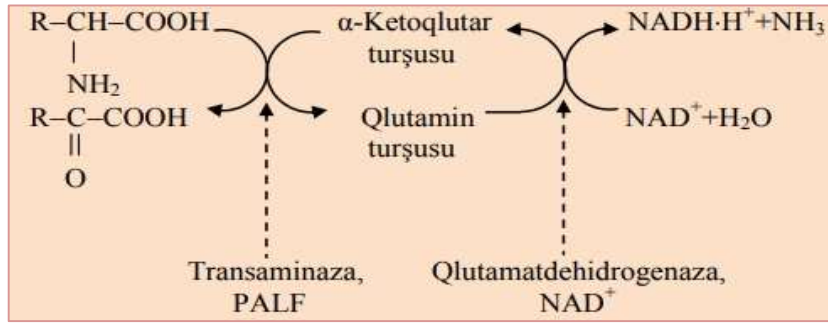 R–CH–COOH α-Ketoqlutar NADH·H⁺+NH₃
| turşusu
NH₂
R–C–COOH Qlutamin NAD⁺+H₂O
|| turşusu
O
Transaminaza, Qlutamatdehidrogenaza,
PALF NAD⁺